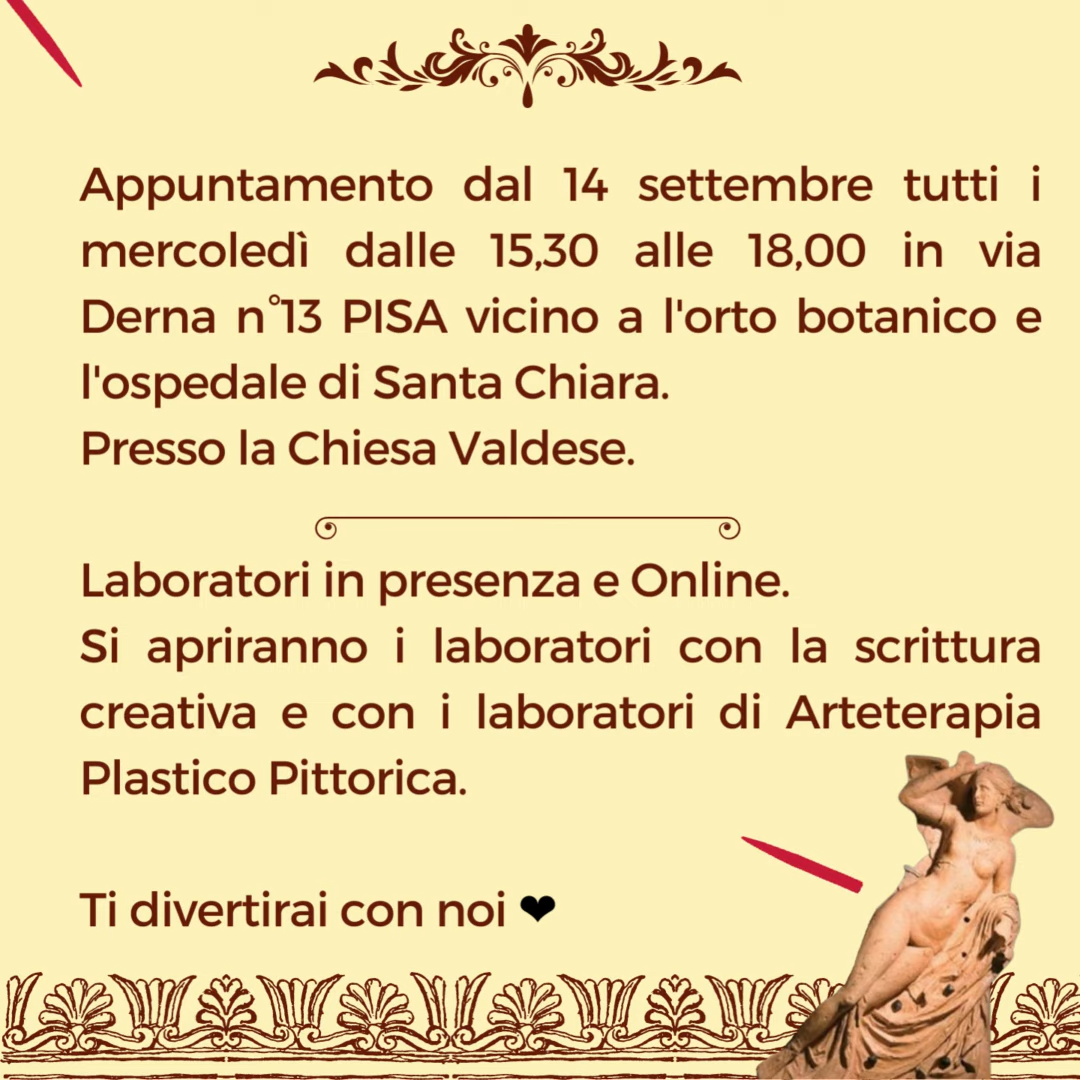 Appuntamento dal 14 settembre tutti i
mercoledì dalle 15,30 alle 18,00 in via
Derna n°13 PISA vicino a l'orto botanico e
l'ospedale di Santa Chiara.
Presso la Chiesa Valdese.
Laboratori in presenza e Online.
Si apriranno i laboratori con la scrittura
creativa e con i laboratori di Arteterapia
Plastico Pittorica.
Ti divertirai con noi ❤